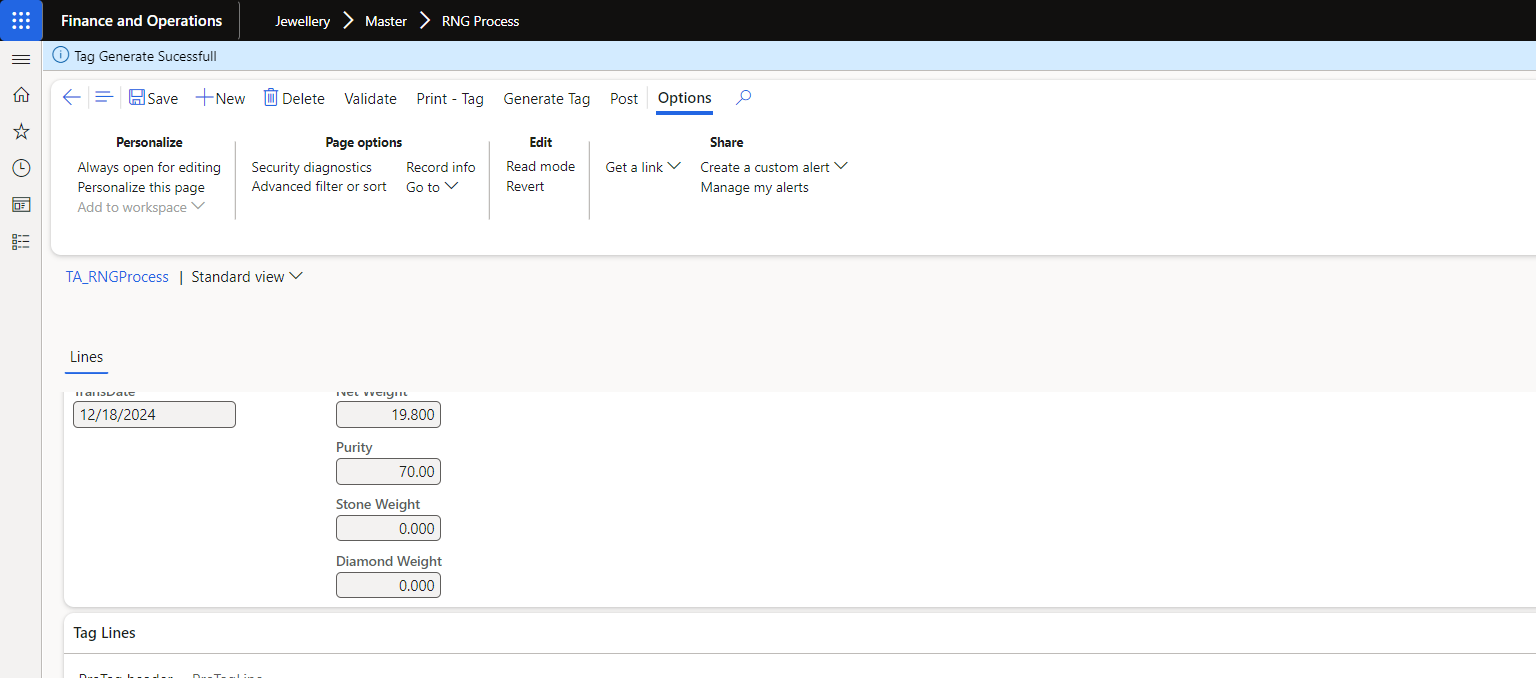 Finance and Operations Jewellery Master RNG Process
Tag Generate Sucessfull
Save New Delete Validate Print - Tag Generate Tag Post Options
Personalize
Always open for editing
Personalize this page
Add to workspace
Page options
Security diagnostics
Advanced filter or sort
Record info
Go to
Edit
Read mode
Revert
Get a link
Share
Create a custom alert
Manage my alerts
TA_RNGProcess | Standard view
Lines
TransDate
12/18/2024
Net Weight
19.800
Purity
70.00
Stone Weight
0.000
Diamond Weight
0.000
Tag Lines
ProTag header ProTagLine